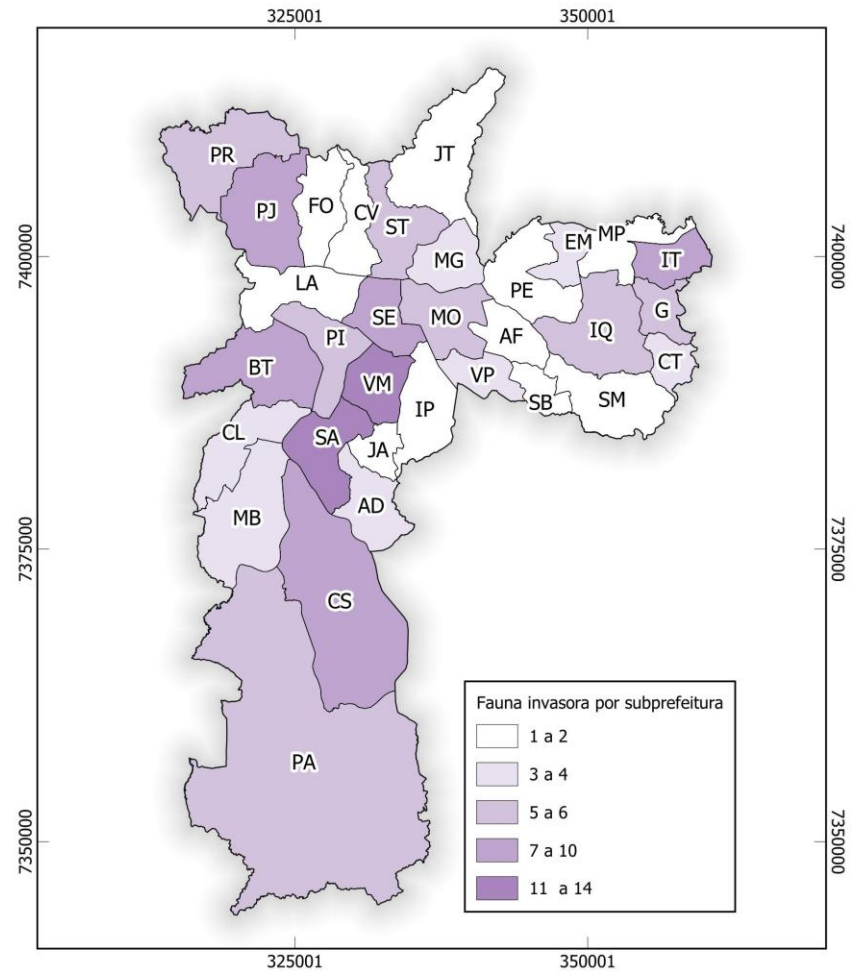 325001 350001
JT
PR
PJ FO CV ST
EM MP
7400000 7400000
MG IT
LA PE
SE MO G
PI AF IQ
BT VM VP CT
IP SB SM
CL SA
JA
MB AD
7375000 7375000
CS
Fauna invasora por subprefeitura
1 a 2
3 a 4
PA
5 a 6
7 a 10
7350000 7350000
11 a 14
325001 350001